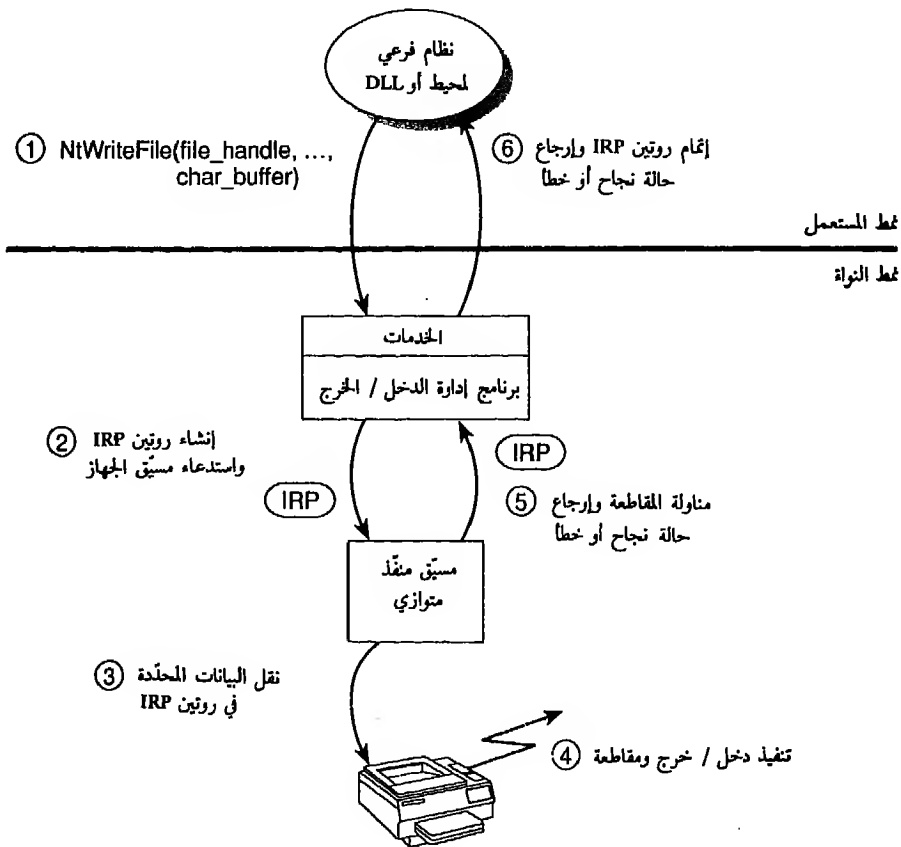 نظام فرعي
لمحيط أو DLL
① NtWriteFile(file_handle, ...,
char_buffer)
⑥ إتمام روتين IRP وإرجاع
حالة نجاح أو خطأ
نمط المستعمل
نمط النواة
الخدمات
برنامج إدارة الدخل / الخرج
② إنشاء روتين IRP
واستدعاء مسيّق الجهاز
IRP
IRP
⑤ مناولة المقاطعة وإرجاع
حالة نجاح أو خطأ
مسيّق منفّذ
متوازي
③ نقل البيانات المحدّدة
في روتين IRP
④ تنفيذ دخل / خرج ومقاطعة